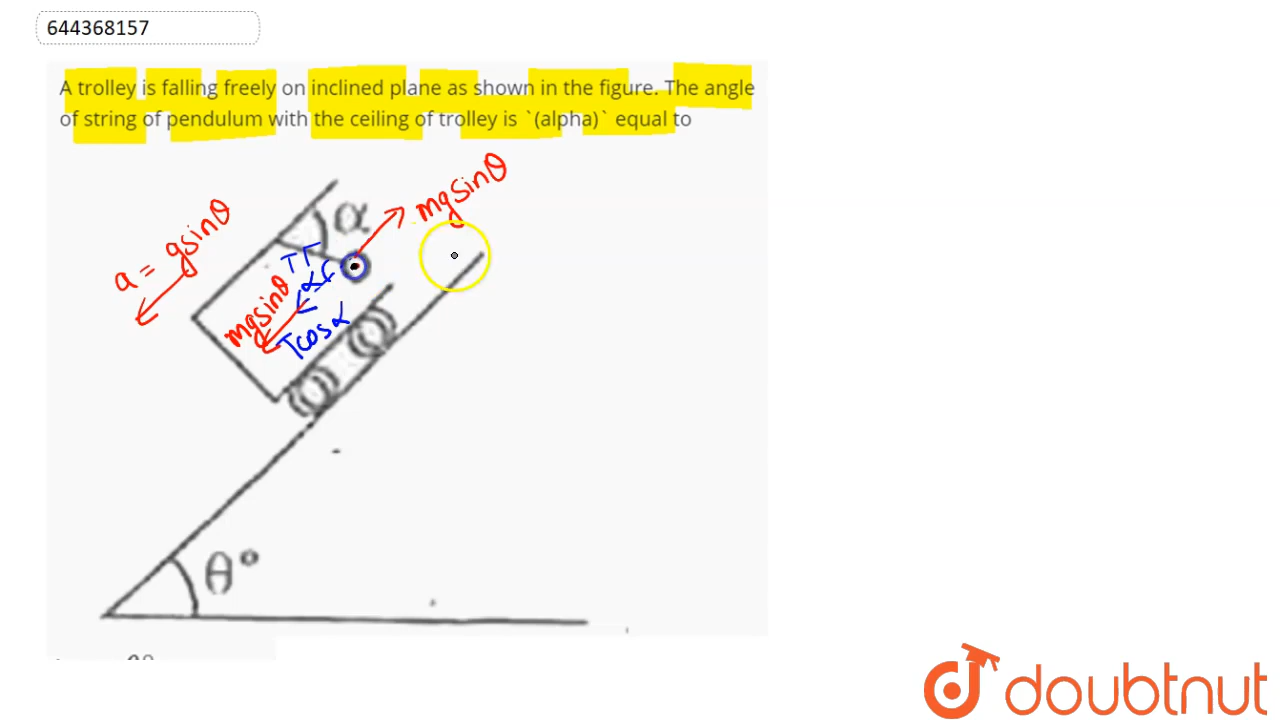 644368157
A trolley is falling freely on inclined plane as shown in the figure. The angle
of string of pendulum with the ceiling of trolley is `(alpha)` equal to
mgsinθ
α
a = gsinθ
T
mgsinθ
Tcosα
θ°
doubtnut